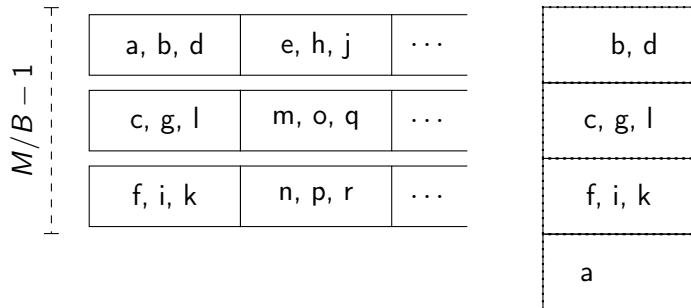 M/B − 1
a, b, d e, h, j ···
c, g, l m, o, q ···
f, i, k n, p, r ···
b, d
c, g, l
f, i, k
a